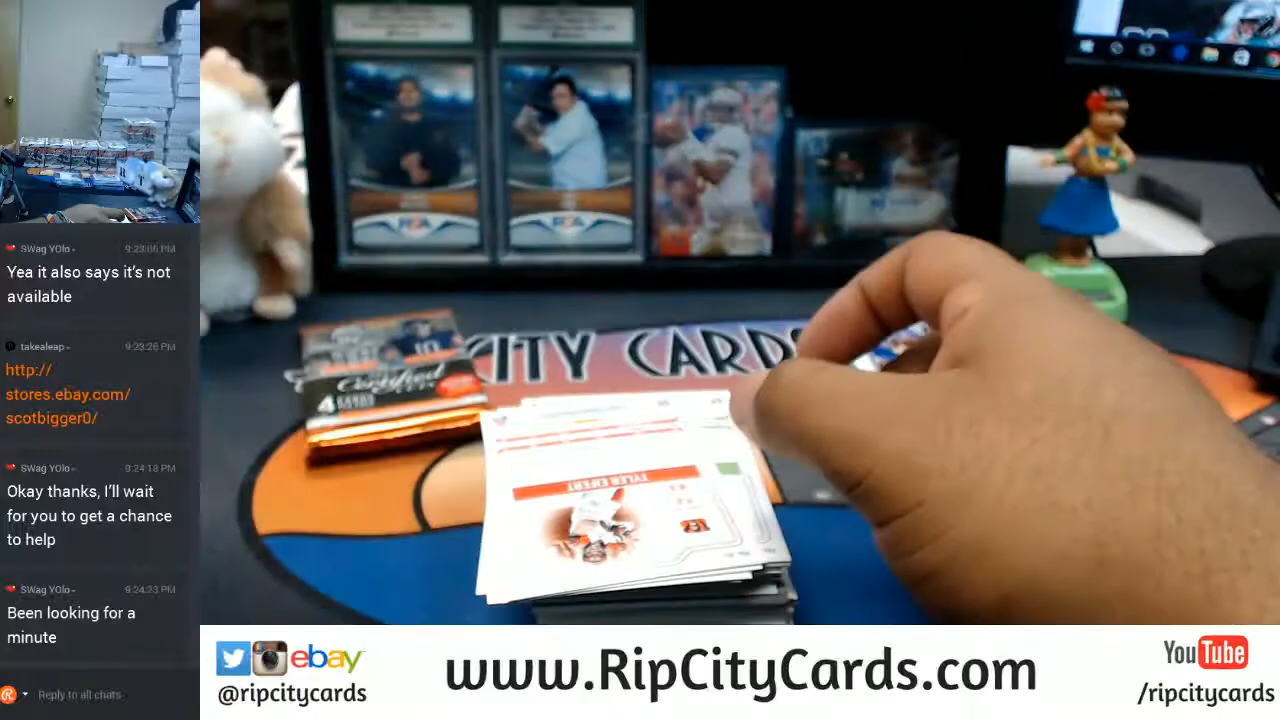 SWag YOlo 9:23:06 PM
Yea it also says it's not
available
takealeap 9:23:26 PM
http://
stores.ebay.com/
scotbigger0/
SWag YOlo 9:24:18 PM
Okay thanks, I'll wait
for you to get a chance
to help
SWag YOlo 9:24:23 PM
Been looking for a
minute
Reply to all chats
CITY CARDS
10
Certified
4
TYLER EIFERT
ebay
@ripcitycards
www.RipCityCards.com
YouTube
/ripcitycards